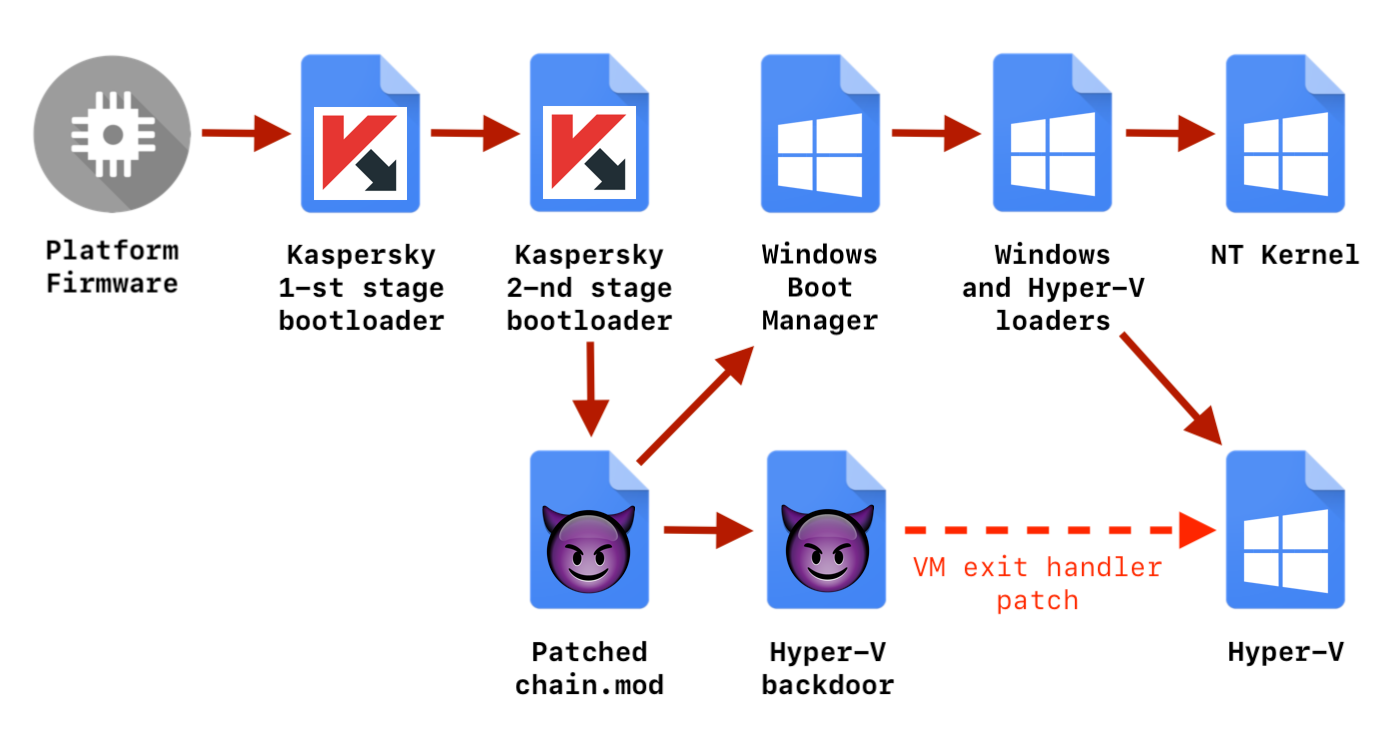 Platform
Firmware
Kaspersky
1-st stage
bootloader
Kaspersky
2-nd stage
bootloader
Windows
Boot
Manager
Windows
and Hyper-V
loaders
NT Kernel
VM exit handler
patch
Patched
chain.mod
Hyper-V
backdoor
Hyper-V